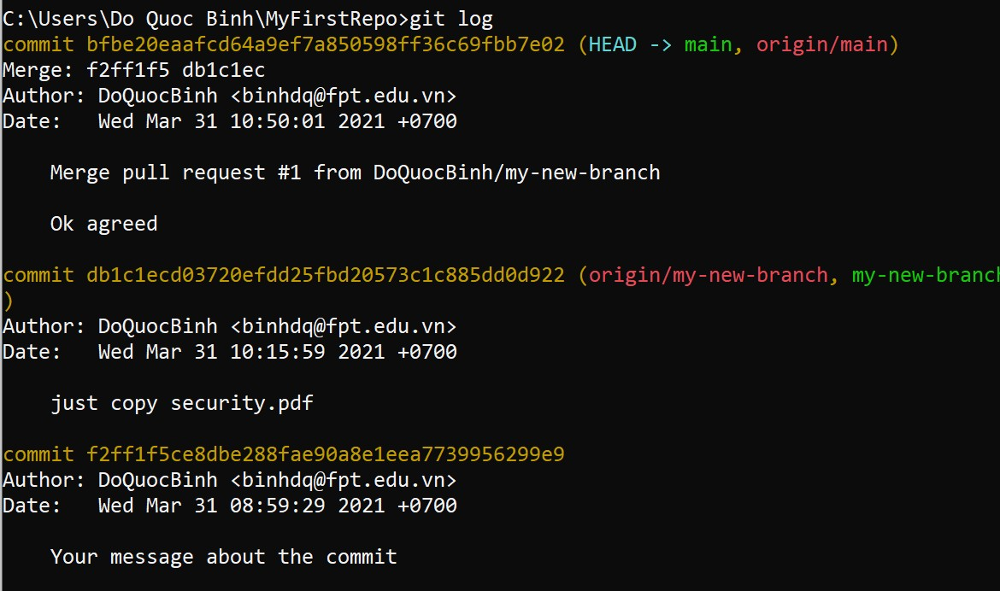 C:\Users\Do Quoc Binh\MyFirstRepo>git log
commit bfbe20eaafcd64a9ef7a850598ff36c69fbb7e02 (HEAD -> main, origin/main)
Merge: f2ff1f5 db1c1ec
Author: DoQuocBinh <binhdq@fpt.edu.vn>
Date:   Wed Mar 31 10:50:01 2021 +0700
    Merge pull request #1 from DoQuocBinh/my-new-branch
    Ok agreed
commit db1c1ecd03720efdd25fbd20573c1c885dd0d922 (origin/my-new-branch, my-new-branch
)
Author: DoQuocBinh <binhdq@fpt.edu.vn>
Date:   Wed Mar 31 10:15:59 2021 +0700
    just copy security.pdf
commit f2ff1f5ce8dbe288fae90a8e1eea7739956299e9
Author: DoQuocBinh <binhdq@fpt.edu.vn>
Date:   Wed Mar 31 08:59:29 2021 +0700
    Your message about the commit